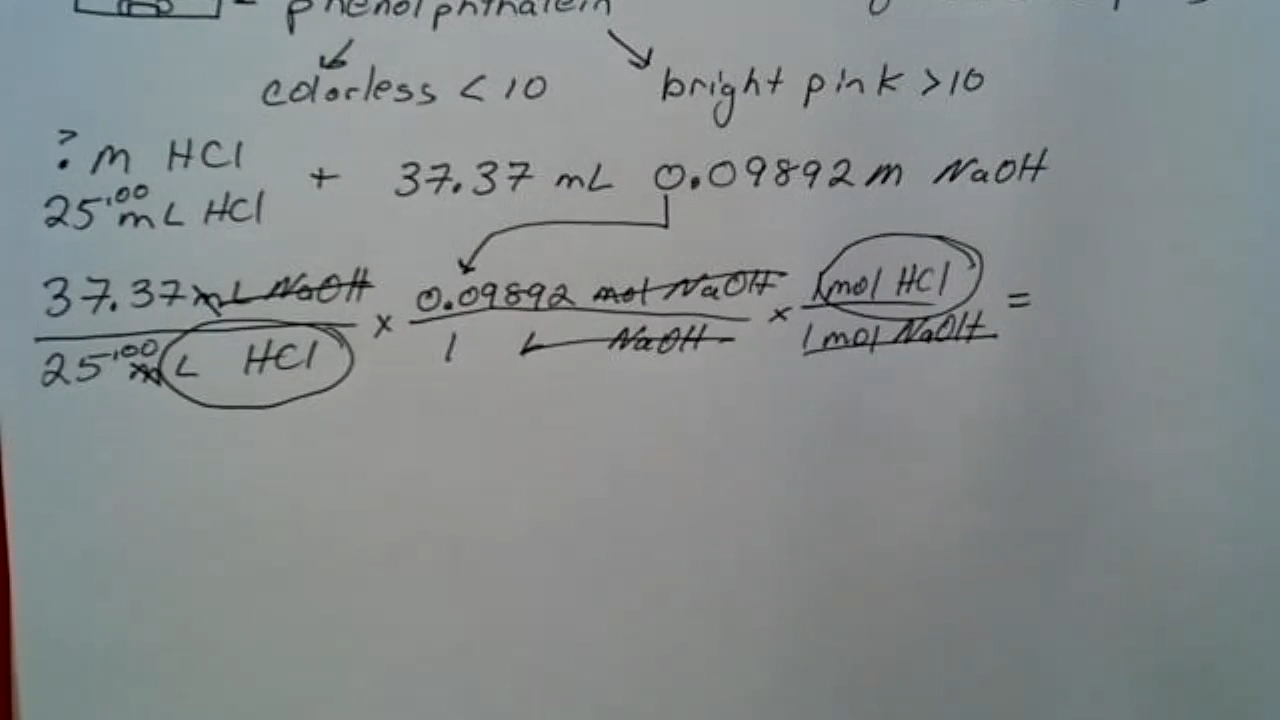 phenolphthalein
colorless < 10 bright pink > 10
? m HCl + 37.37 mL 0.09892 m NaOH
25.00 mL HCl
37.37 mL NaOH × 0.09892 mol NaOH × 1 mol HCl =
25.00 mL HCl 1 L NaOH 1 mol NaOH